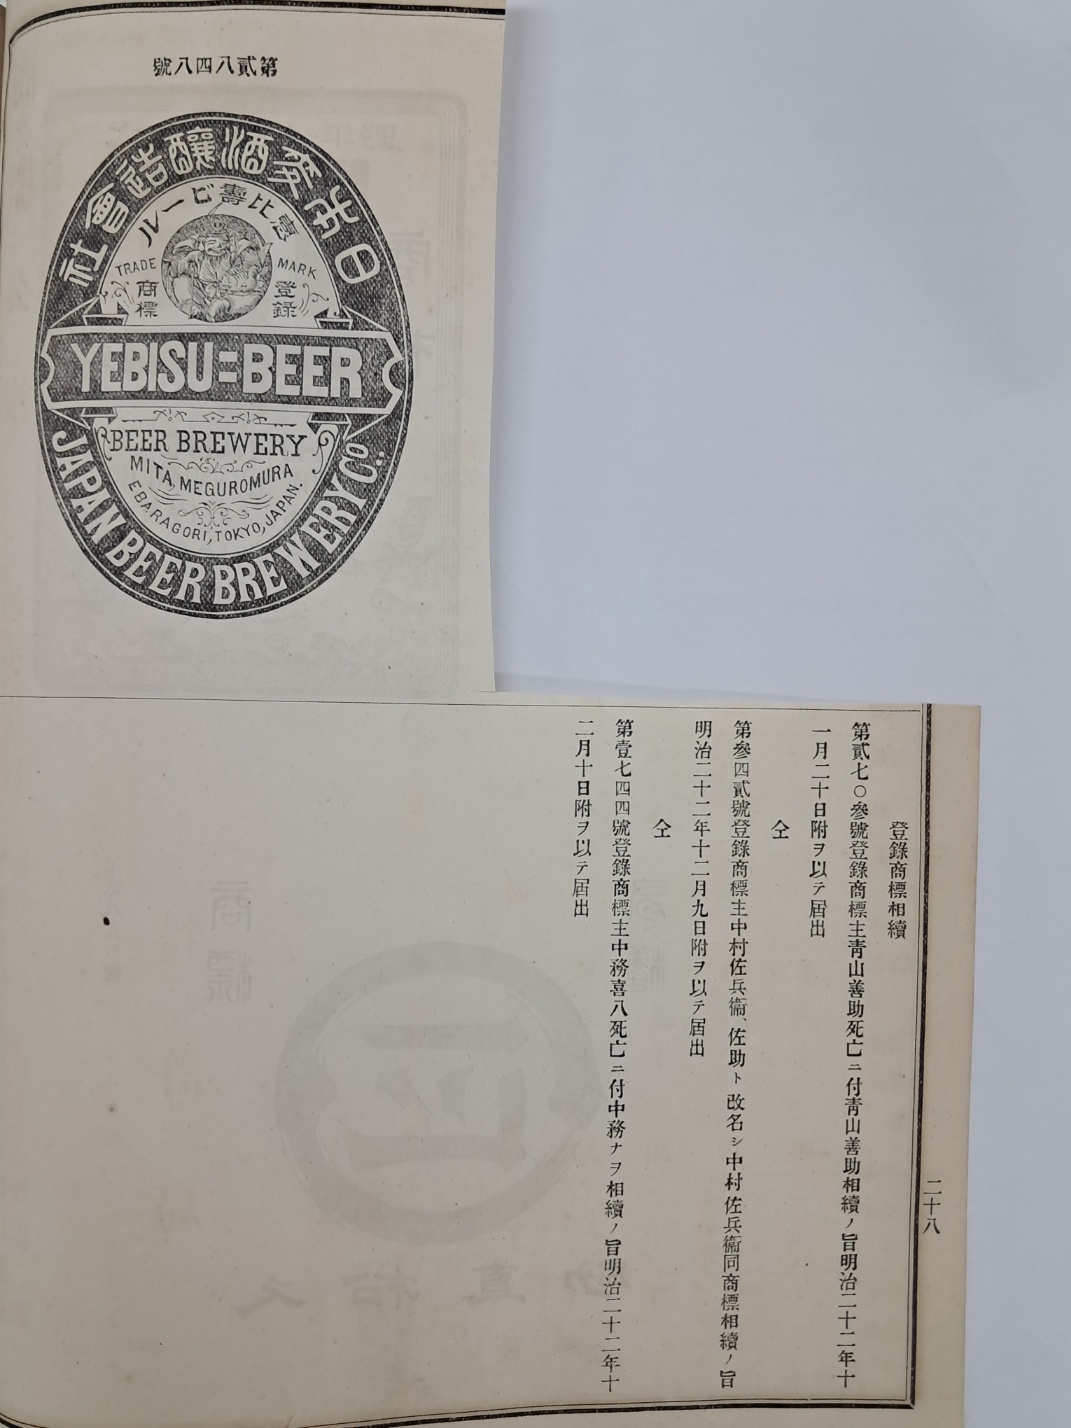 第貳八四八號
日本麥酒釀造會社
惠比壽ビール
TRADE MARK
登錄
商標
YEBISU=BEER
BEER BREWERY
MITA, MEGUROMURA
EBARAGORI, TOKYO, JAPAN.
JAPAN BEER BREWERY Co.:
二十八
登錄商標相續
第貳七〇參號登錄商標主靑山善助死亡ニ付靑山善助相續ノ旨明治二十二年十
一月二十日附ヲ以テ屆出
仝
第參四貳號登錄商標主中村佐兵衞、佐助ト改名シ中村佐兵衞同商標相續ノ旨
明治二十二年十二月九日附ヲ以テ屆出
仝
第壹七四四號登錄商標主中務喜八死亡ニ付中務ナヲ相續ノ旨明治二十二年十
二月十日附ヲ以テ屆出